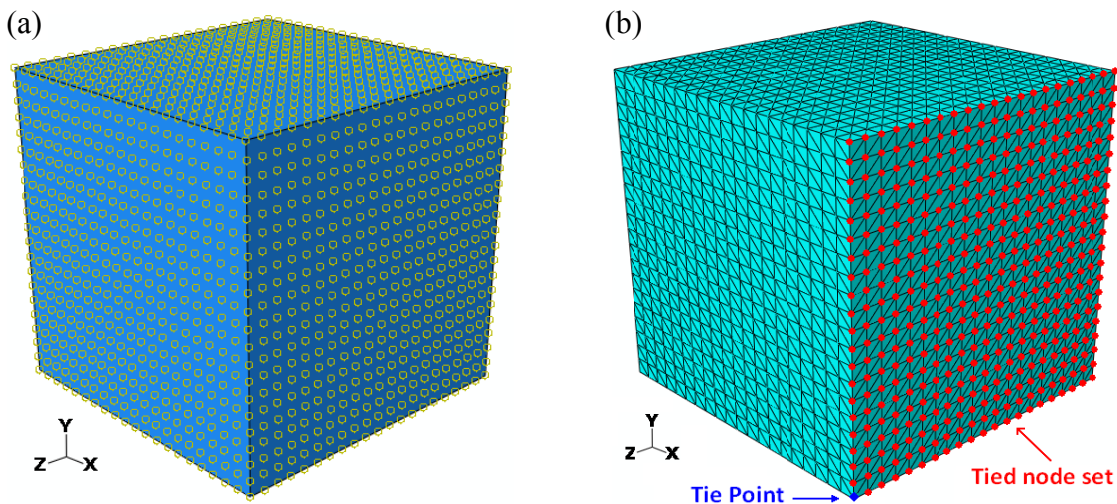 (a)
(b)
Y
Z X
Y
Z X
Tied node set
Tie Point